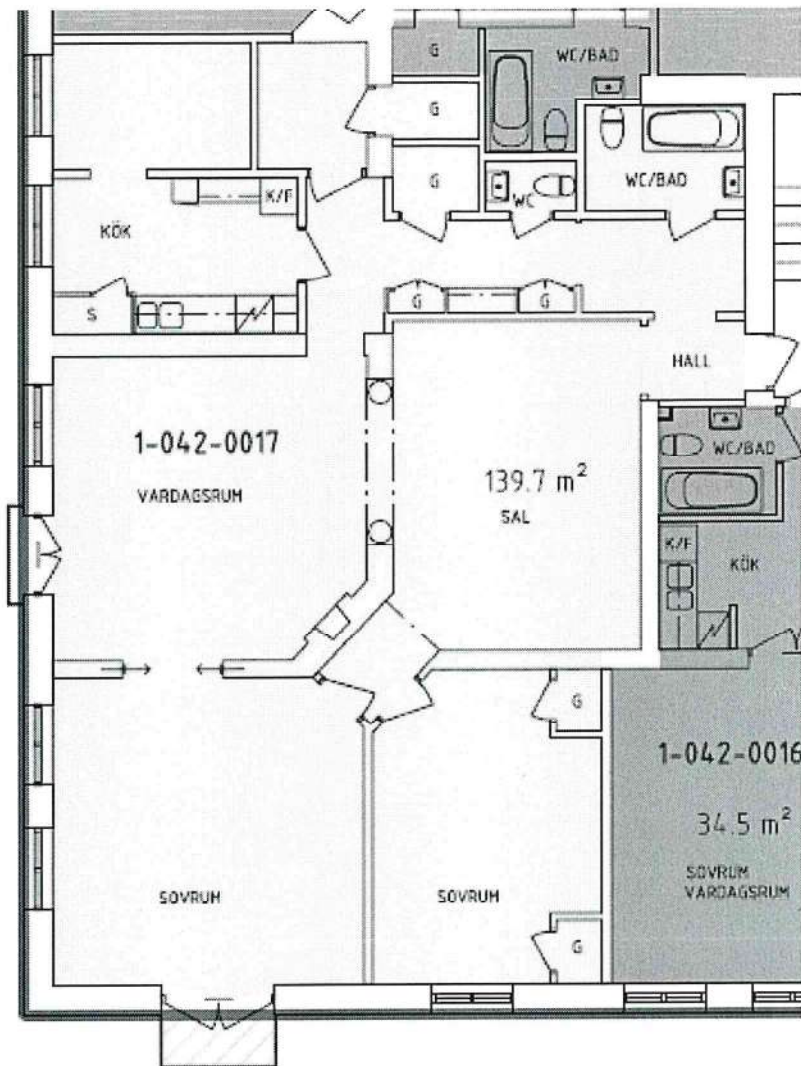 G
WC/BAD
G
G
WC
WC/BAD
K/F
KÖK
S
G
G
HALL
1-042-0017
VARDAGSRUM
139.7 m²
SAL
WC/BAD
K/F
KÖK
G
1-042-0016
34.5 m²
SOVRUM
VARDAGSRUM
SOVRUM
SOVRUM
G